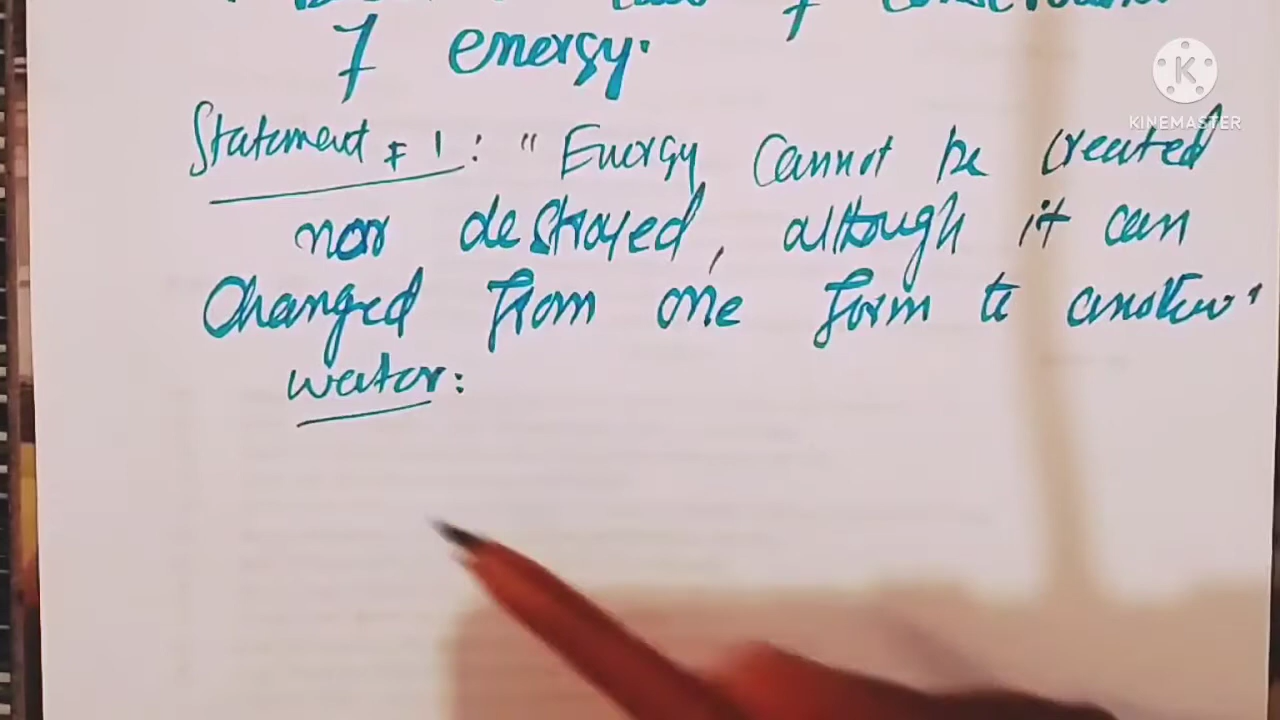 of energy.
Statement # 1: "Energy Cannot be created
nor destroyed, although it can
Changed from one form to another"
Water:
KINEMASTER